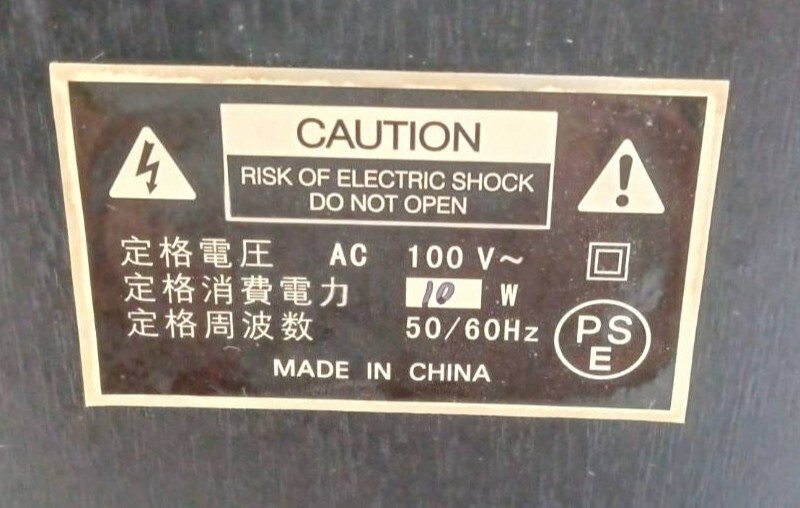 CAUTION
RISK OF ELECTRIC SHOCK
DO NOT OPEN
定格電圧 AC 100 V~
定格消費電力 10 W
定格周波数 50/60Hz
PS
E
MADE IN CHINA